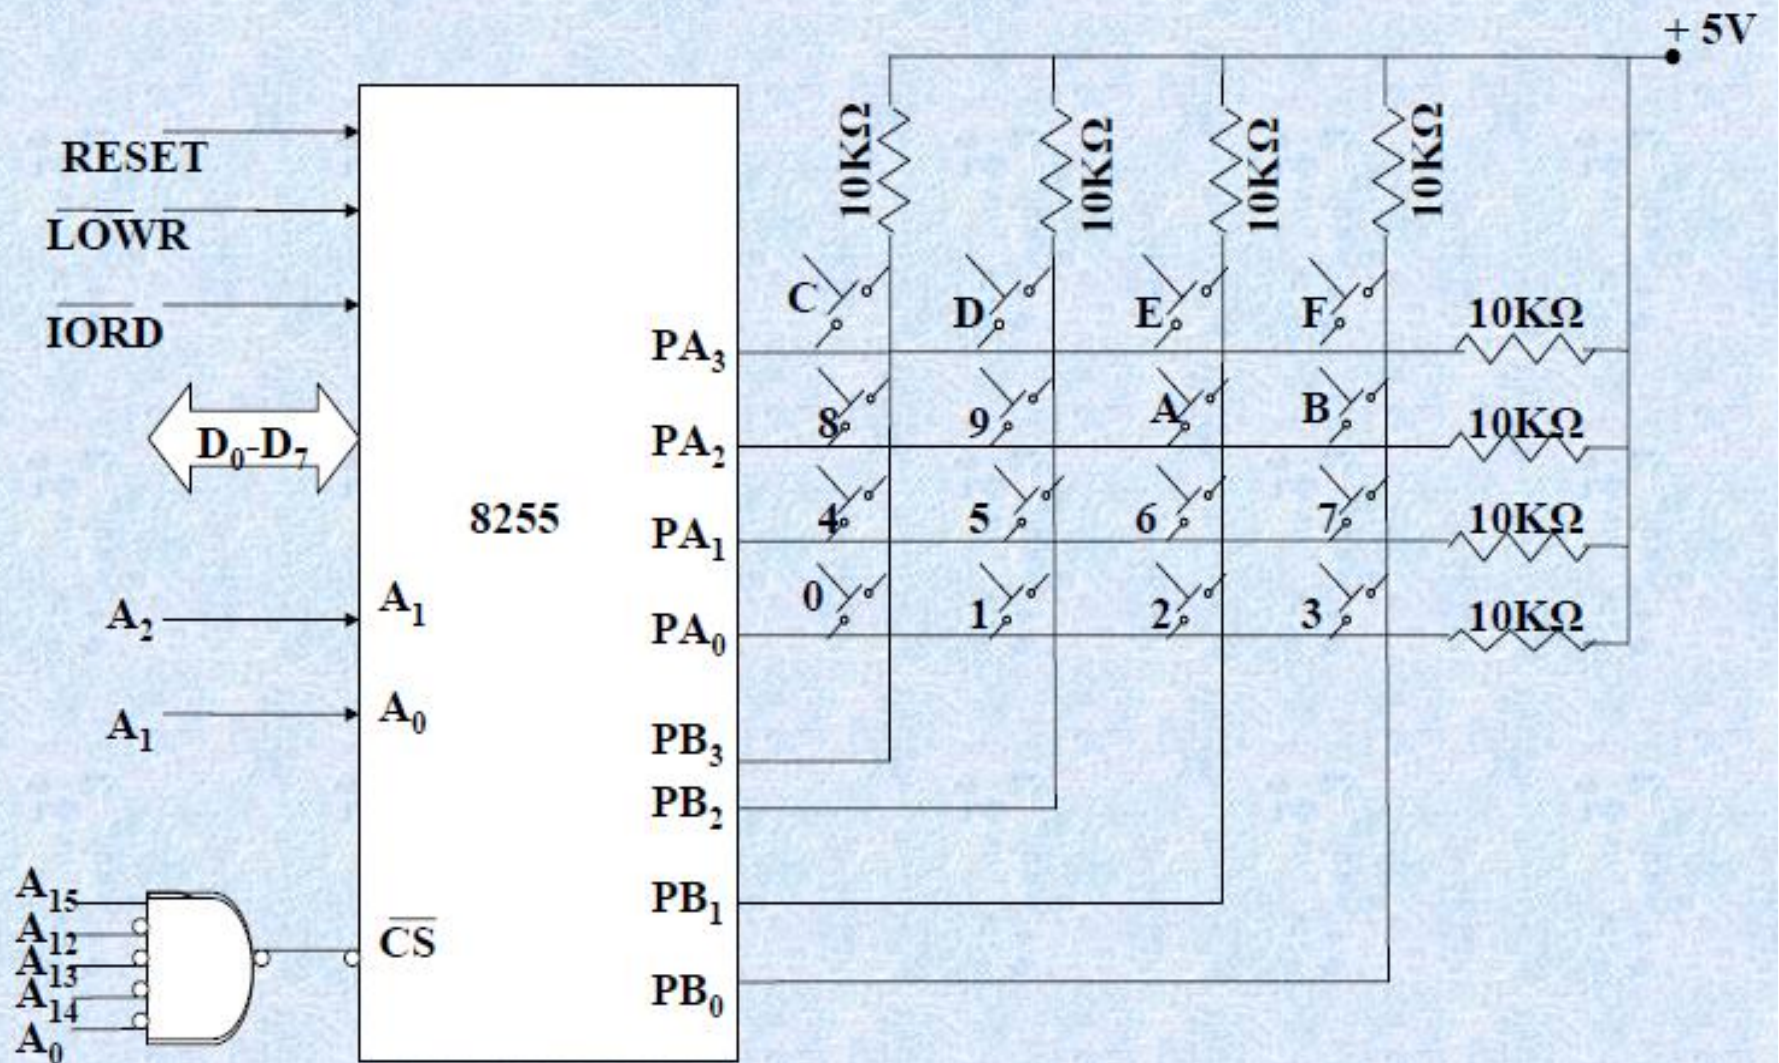 + 5V
10KΩ 10KΩ 10KΩ 10KΩ
RESET
LOWR
IORD
D₀-D₇
8255
A₂
A₁
A₁
A₀
A₁₅
A₁₂
A₁₃
A₁₄
A₀
CS
PA₃
PA₂
PA₁
PA₀
PB₃
PB₂
PB₁
PB₀
C D E F 10KΩ
8 9 A B 10KΩ
4 5 6 7 10KΩ
0 1 2 3 10KΩ